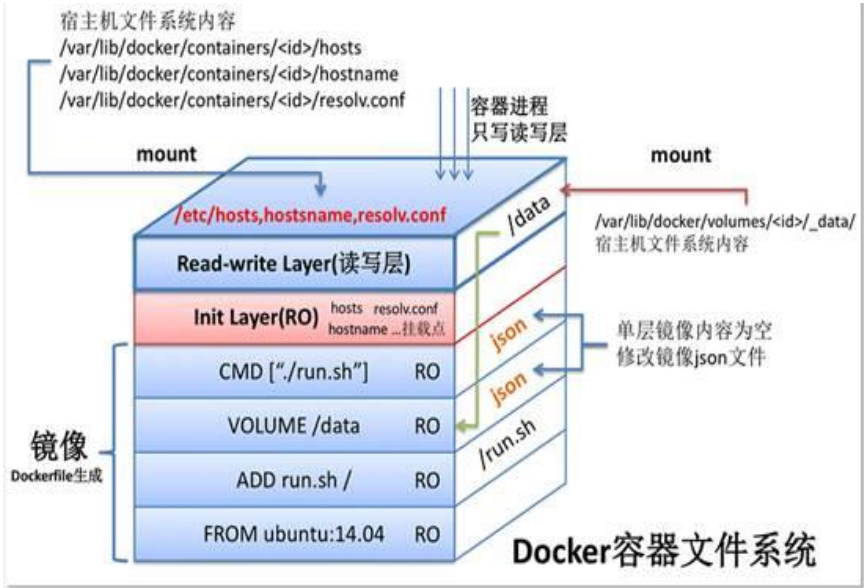 宿主机文件系统内容
/var/lib/docker/containers/<id>/hosts
/var/lib/docker/containers/<id>/hostname
/var/lib/docker/containers/<id>/resolv.conf
容器进程
只写读写层
mount
mount
/etc/hosts,hostsname,resolv.conf
/data
/var/lib/docker/volumes/<id>/_data/
宿主机文件系统内容
Read-write Layer(读写层)
Init Layer(RO)
hosts resolv.conf
hostname ...挂载点
json
单层镜像内容为空
修改镜像json文件
CMD [“./run.sh”] RO
json
VOLUME /data RO
/run.sh
镜像
Dockerfile生成
ADD run.sh / RO
FROM ubuntu:14.04 RO
Docker容器文件系统